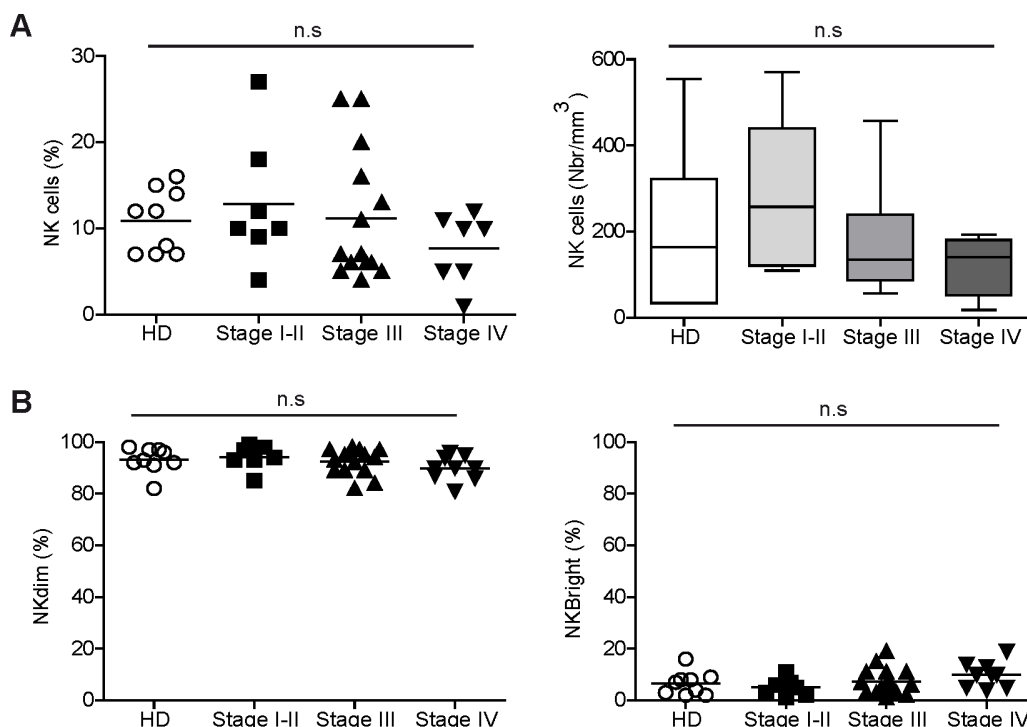 A
n.s
30
20
10
0
NK cells (%)
HD Stage I-II Stage III Stage IV
n.s
600
400
200
0
NK cells (Nbr/mm³)
HD Stage I-II Stage III Stage IV
B
n.s
100
80
60
40
20
0
NKdim (%)
HD Stage I-II Stage III Stage IV
n.s
100
80
60
40
20
0
NKBright (%)
HD Stage I-II Stage III Stage IV